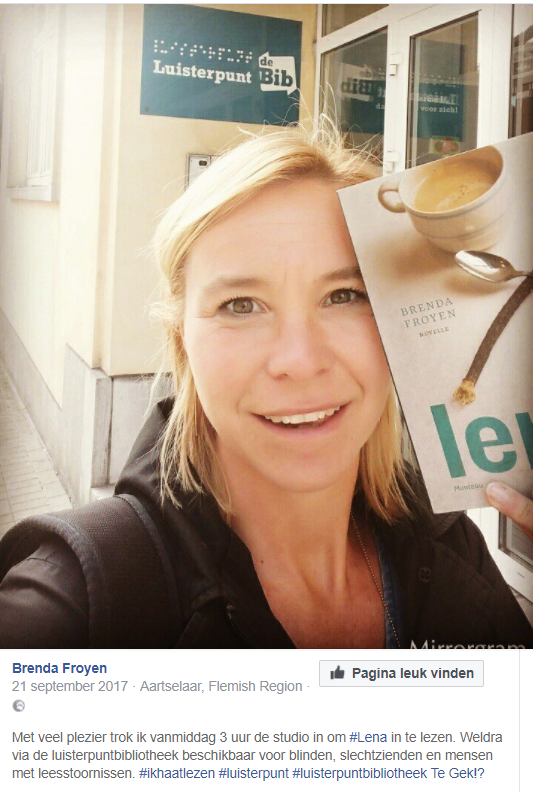 ⠇⠥⠊⠎⠞⠑⠗⠏⠥⠝⠞
Luisterpunt
de
Bib
BRENDA
FROYEN
NOVELLE
le
Manteau
Mirrorgram
Brenda Froyen
Pagina leuk vinden
21 september 2017 · Aartselaar, Flemish Region ·
Met veel plezier trok ik vanmiddag 3 uur de studio in om #Lena in te lezen. Weldra
via de luisterpuntbibliotheek beschikbaar voor blinden, slechtzienden en mensen
met leesstoornissen. #ikhaatlezen #luisterpunt #luisterpuntbibliotheek Te Gek!?